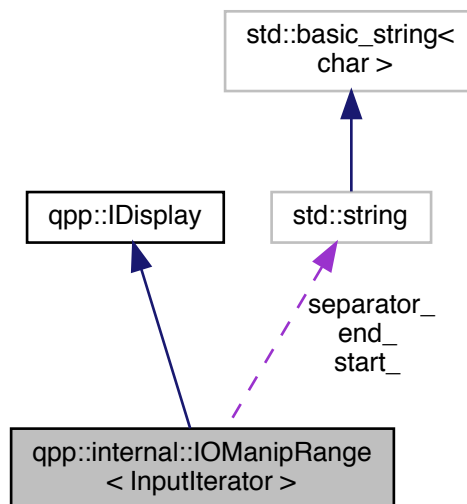 std::basic_string<
char >
qpp::IDisplay
std::string
separator_
end_
start_
qpp::internal::IOManipRange
< InputIterator >